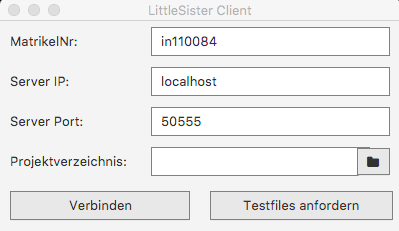 LittleSister Client
MatrikelNr: in110084
Server IP: localhost
Server Port: 50555
Projektverzeichnis:
Verbinden Testfiles anfordern